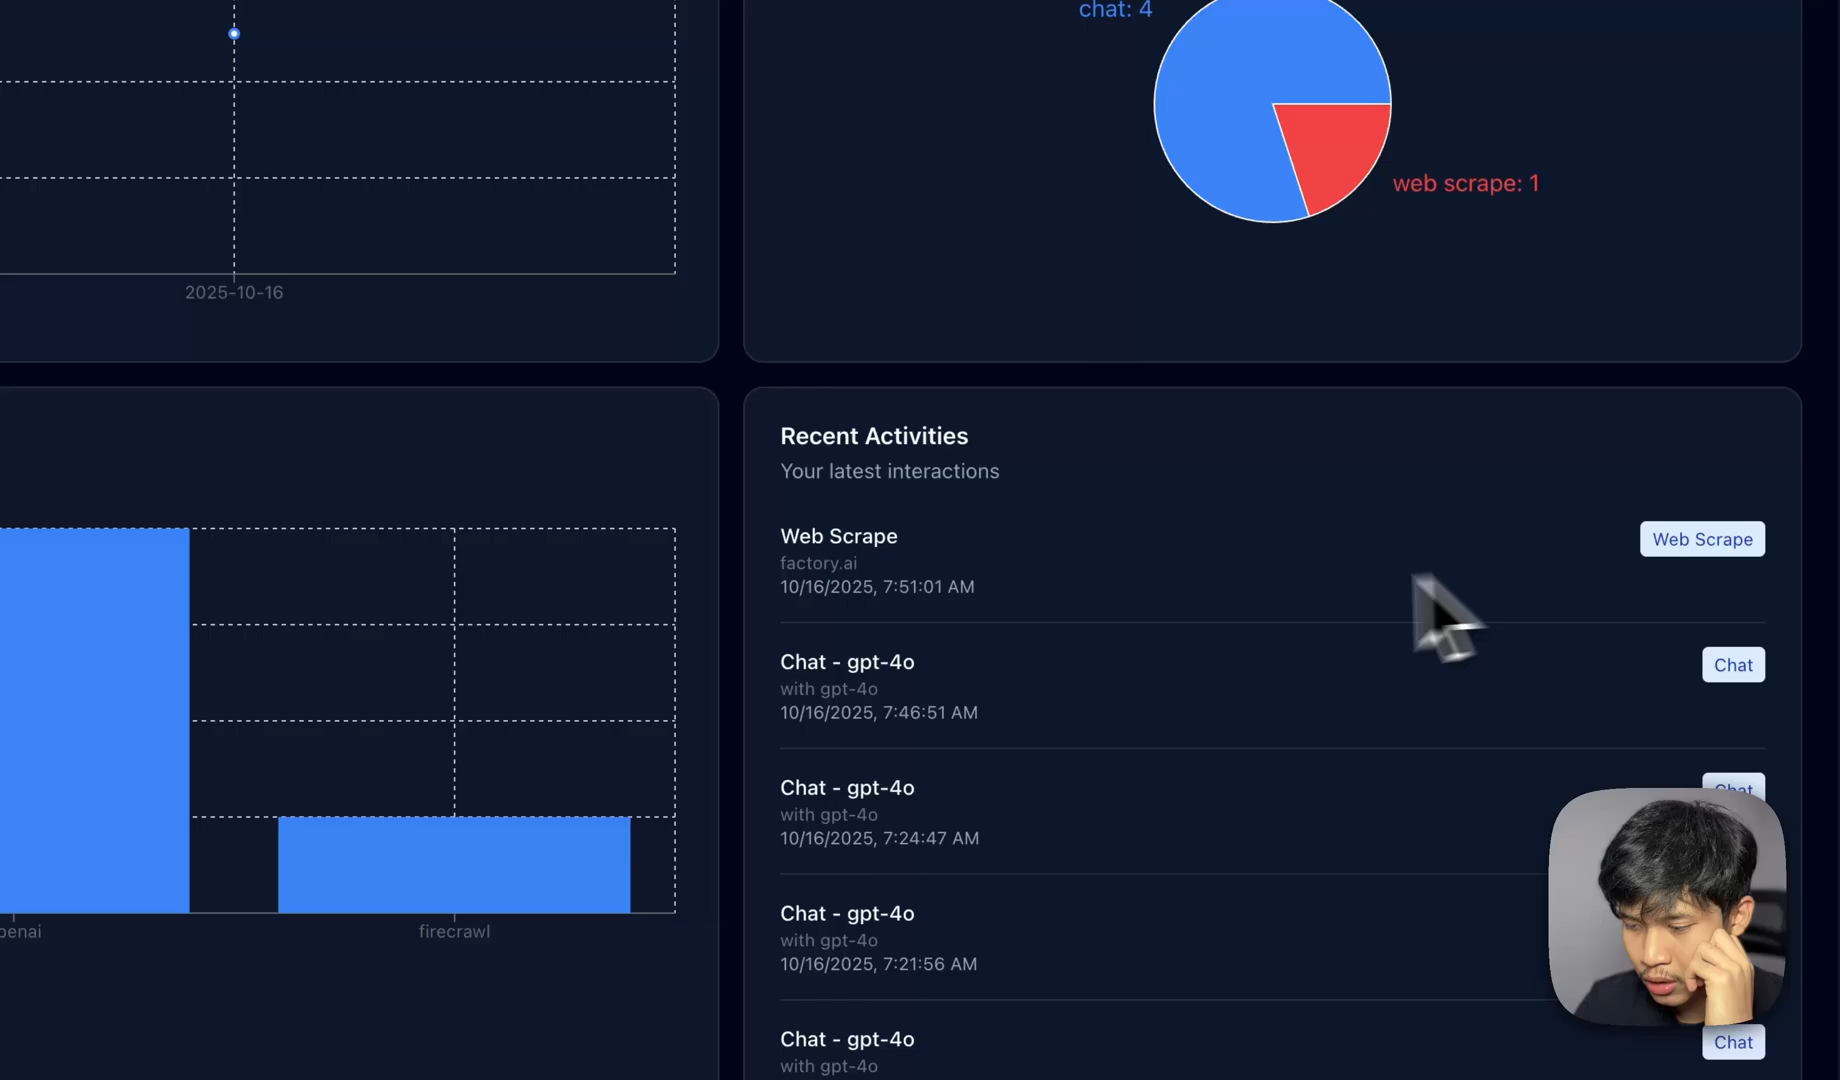 chat: 4
web scrape: 1
2025-10-16
Recent Activities
Your latest interactions
Web Scrape
factory.ai
10/16/2025, 7:51:01 AM
Web Scrape
Chat - gpt-4o
with gpt-4o
10/16/2025, 7:46:51 AM
Chat
Chat - gpt-4o
with gpt-4o
10/16/2025, 7:24:47 AM
Chat
Chat - gpt-4o
with gpt-4o
10/16/2025, 7:21:56 AM
Chat - gpt-4o
with gpt-4o
Chat
penai
firecrawl